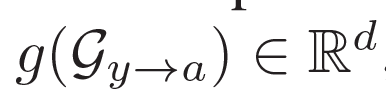 g(𝒢_{y→a}) ∈ ℝ^d.